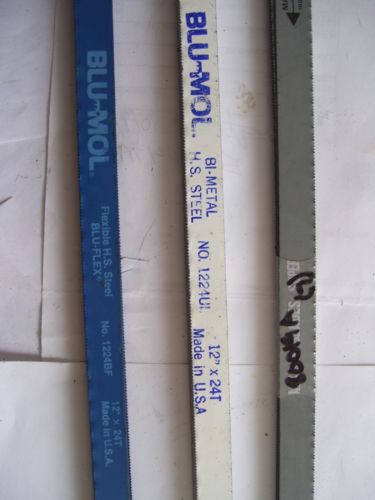 BLU-MOL®
Flexible H.S. Steel
BLU-FLEX®
No. 1224BF
12" x 24T
Made in U.S.A.
BLU-MOL®
BI-METAL
H.S. STEEL
NO. 1224UL
12" x 24T
Made in U.S.A